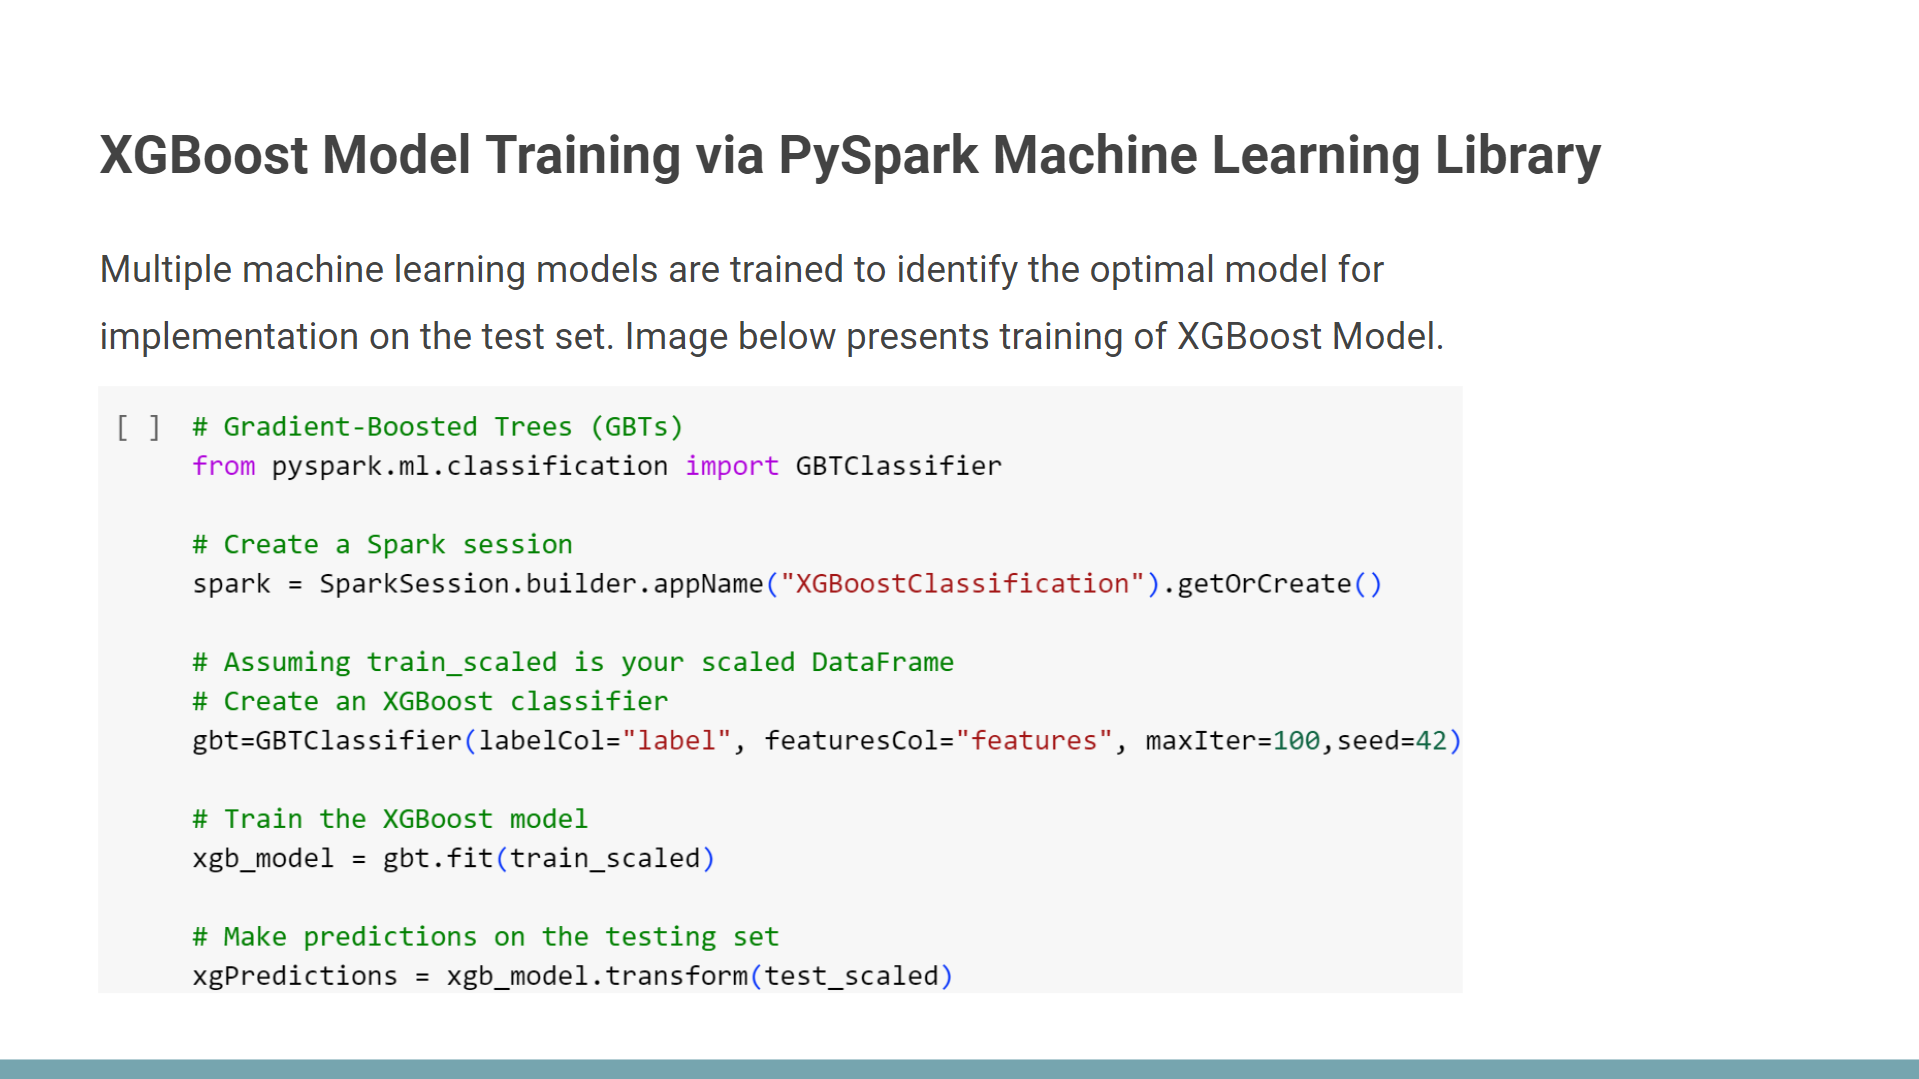 XGBoost Model Training via PySpark Machine Learning Library
Multiple machine learning models are trained to identify the optimal model for
implementation on the test set. Image below presents training of XGBoost Model.
[ ] # Gradient-Boosted Trees (GBTs)
from pyspark.ml.classification import GBTClassifier
# Create a Spark session
spark = SparkSession.builder.appName("XGBoostClassification").getOrCreate()
# Assuming train_scaled is your scaled DataFrame
# Create an XGBoost classifier
gbt=GBTClassifier(labelCol="label", featuresCol="features", maxIter=100,seed=42)
# Train the XGBoost model
xgb_model = gbt.fit(train_scaled)
# Make predictions on the testing set
xgPredictions = xgb_model.transform(test_scaled)